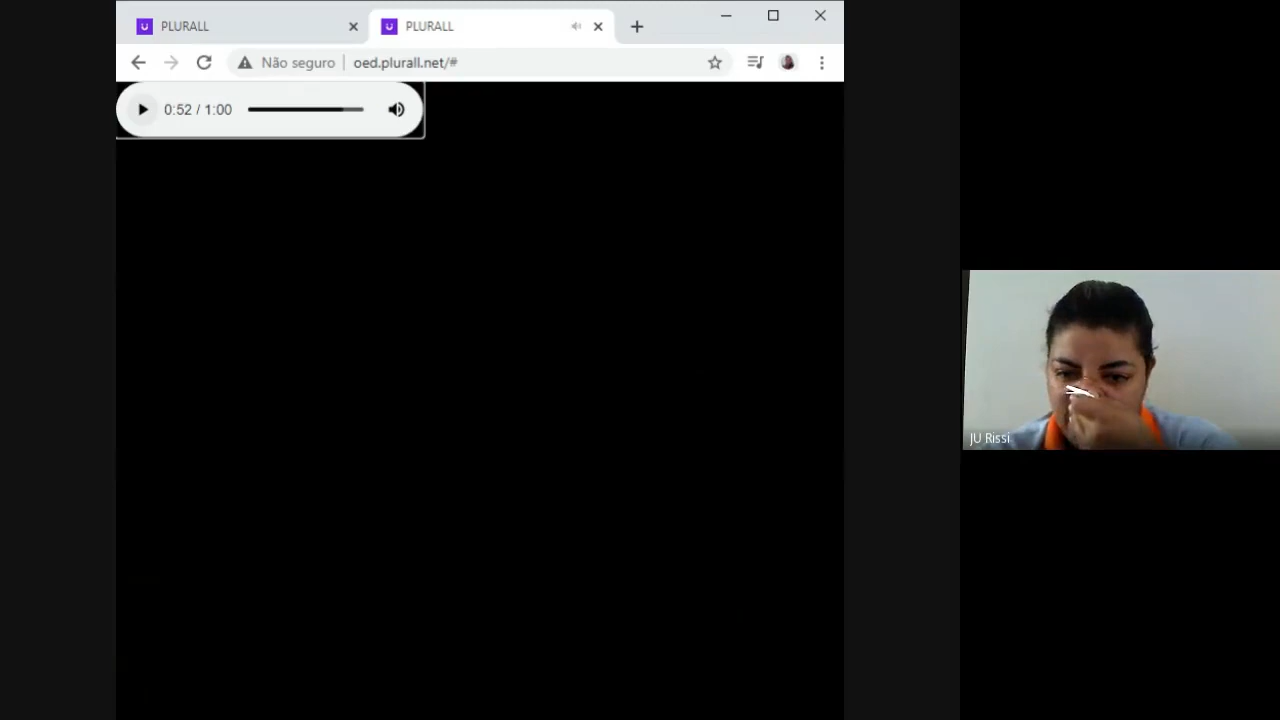 PLURALL
PLURALL
Não seguro | oed.plurall.net/#
0:52 / 1:00
JU Rissi